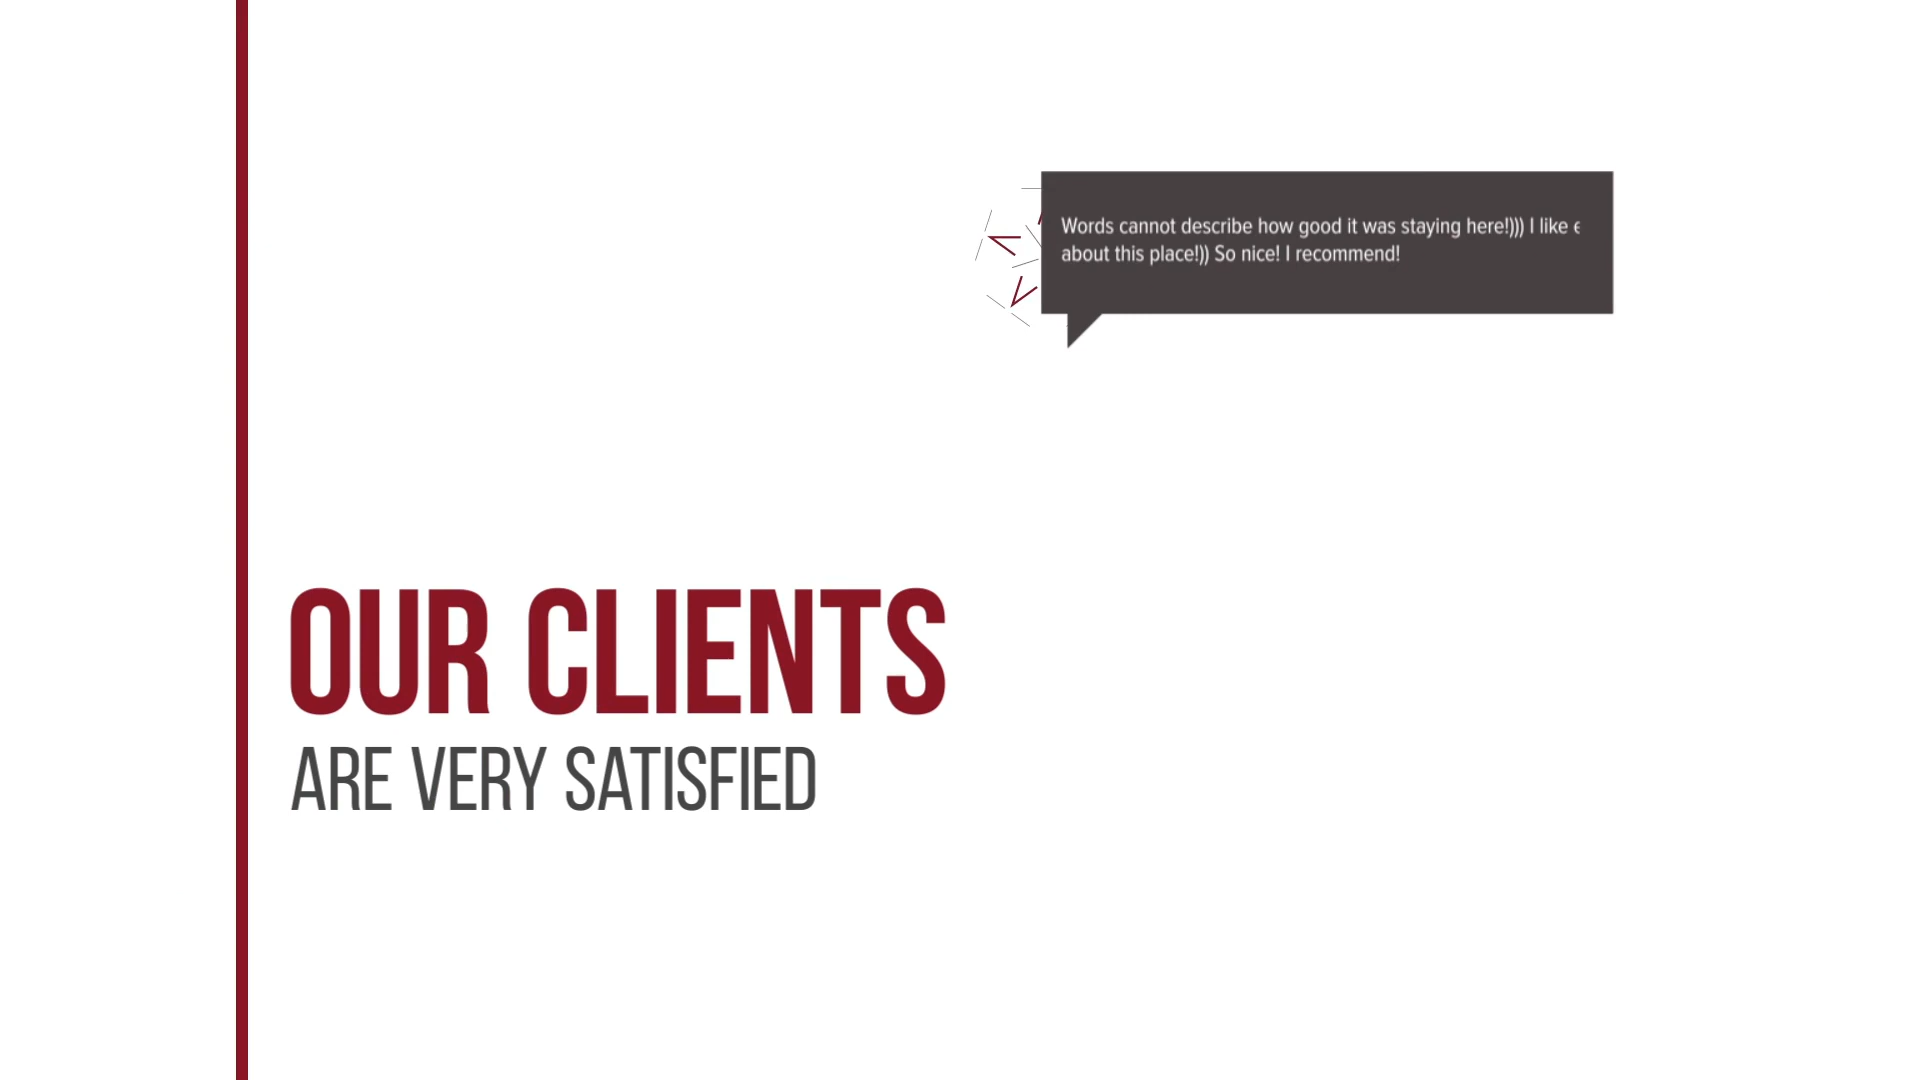 Words cannot describe how good it was staying here!))) I like
about this place!)) So nice! I recommend!
OUR CLIENTS
ARE VERY SATISFIED